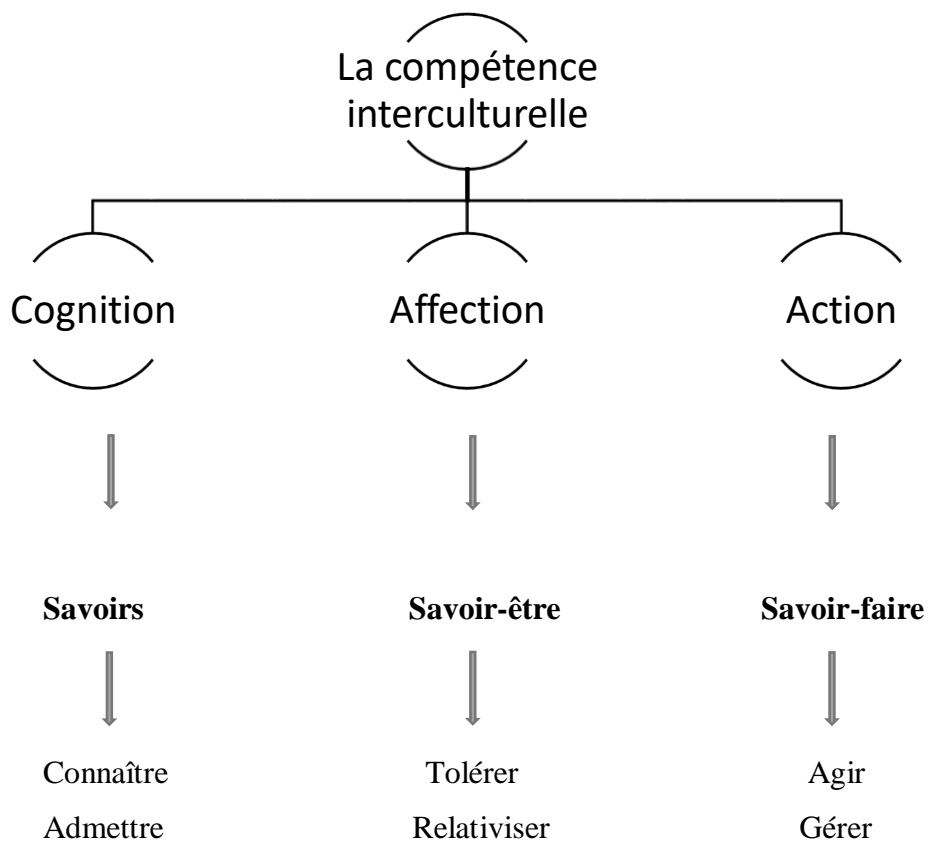 La compétence
interculturelle
Cognition
Affection
Action
Savoirs
Savoir-être
Savoir-faire
Connaître
Tolérer
Agir
Admettre
Relativiser
Gérer